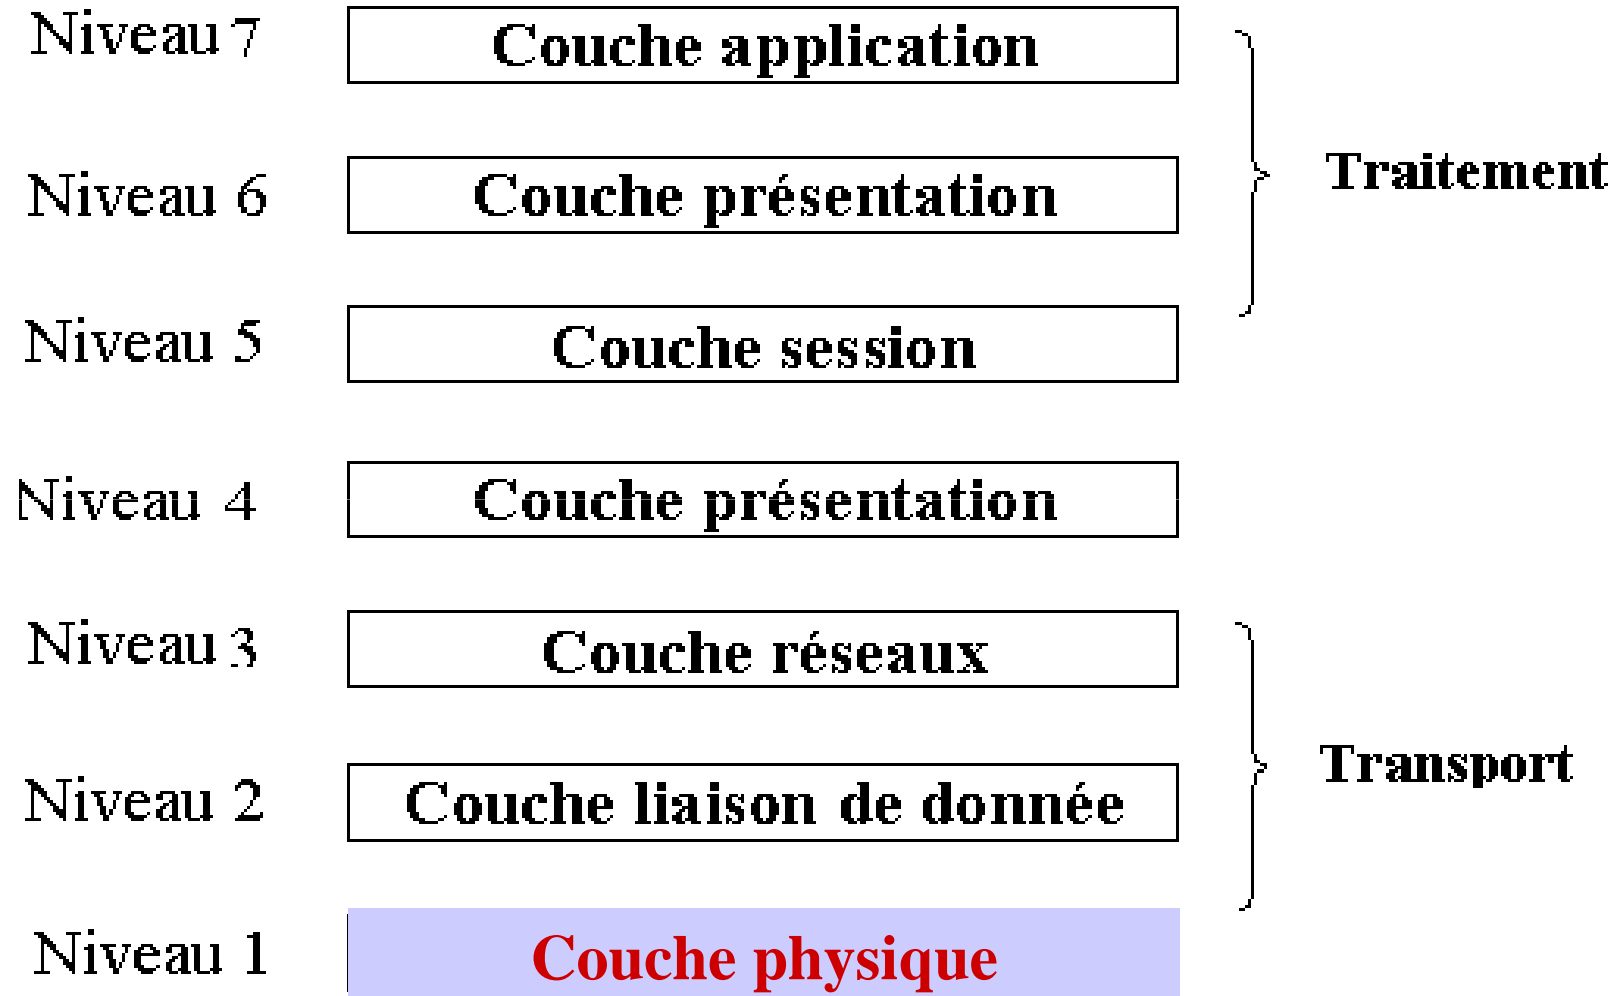 Niveau 7 Couche application
Traitement
Niveau 6 Couche présentation
Niveau 5 Couche session
Niveau 4 Couche présentation
Niveau 3 Couche réseaux
Transport
Niveau 2 Couche liaison de donnée
Niveau 1 Couche physique